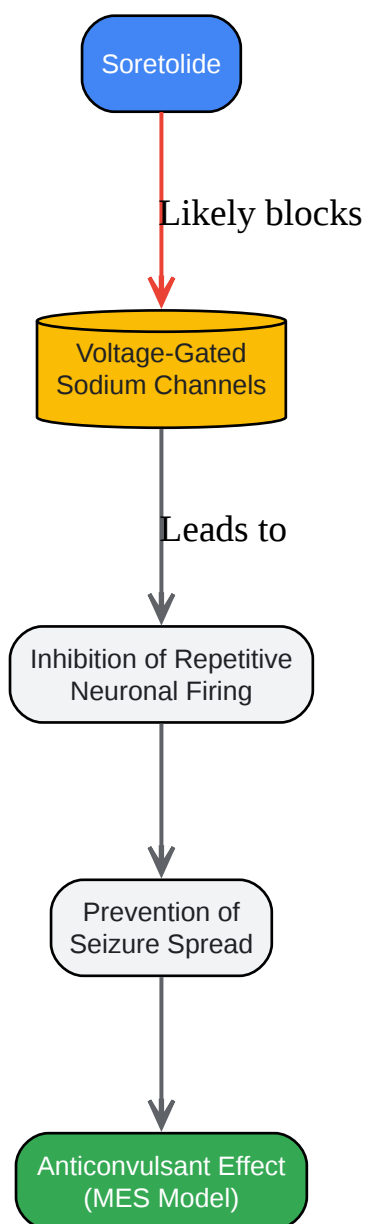 Soretolide
Likely blocks
Voltage-Gated
Sodium Channels
Leads to
Inhibition of Repetitive
Neuronal Firing
Prevention of
Seizure Spread
Anticonvulsant Effect
(MES Model)